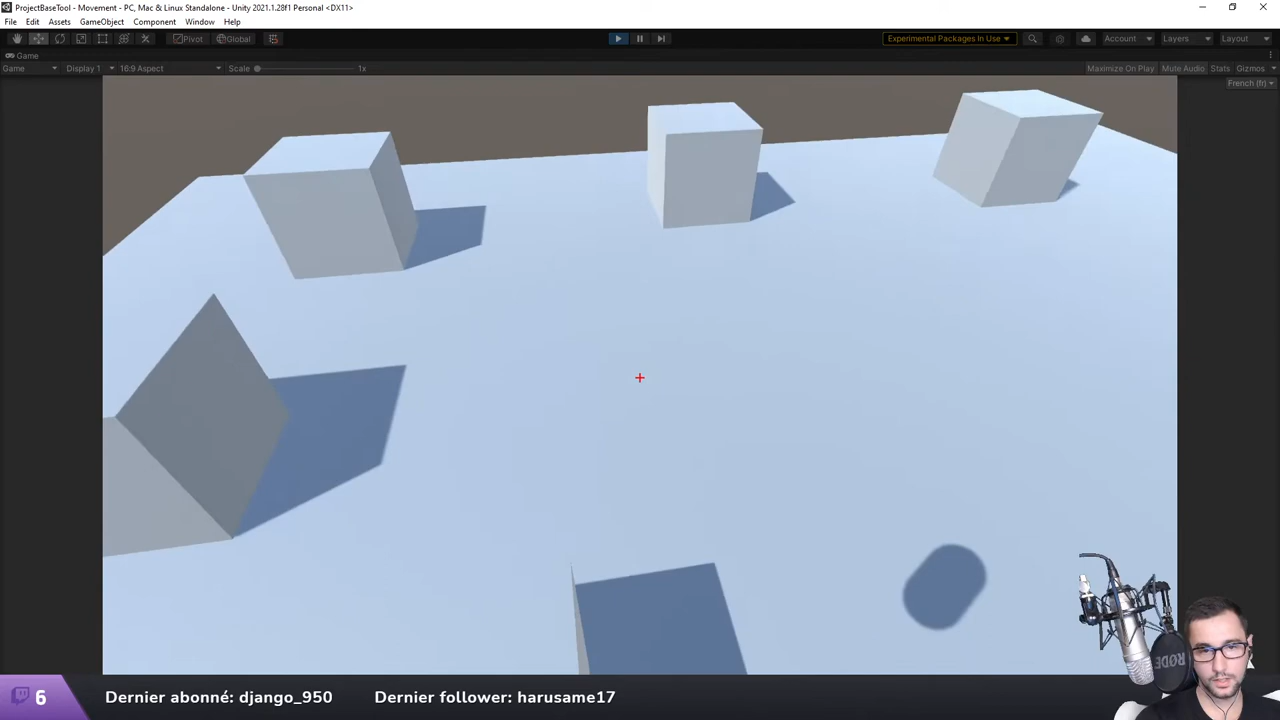 ProjectBaseTool - Movement - PC, Mac & Linux Standalone - Unity 2021.1.28f1 Personal <DX11>
File Edit Assets GameObject Component Window Help
Pivot Global Experimental Packages In Use Account Layers Layout
Game
Game Display 1 16:9 Aspect Scale 1x Maximize On Play Mute Audio Stats Gizmos
French (fr)
RODE
6 Dernier abonné: django_950 Dernier follower: harusame17